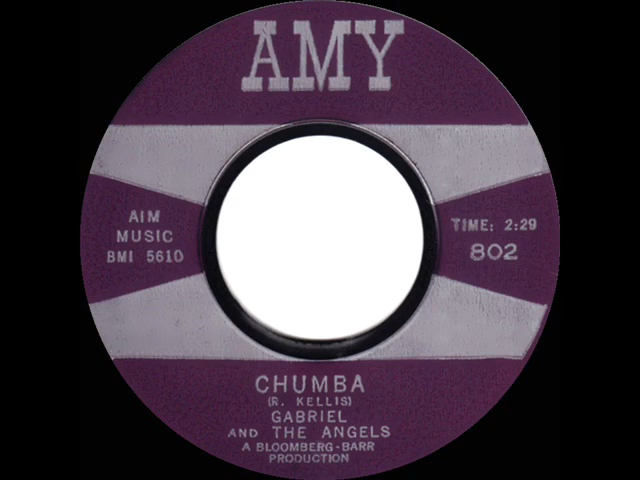 AMY
AIM
MUSIC
BMI 5610
TIME: 2:29
802
CHUMBA
(R. KELLIS)
GABRIEL
AND THE ANGELS
A BLOOMBERG-BARR
PRODUCTION